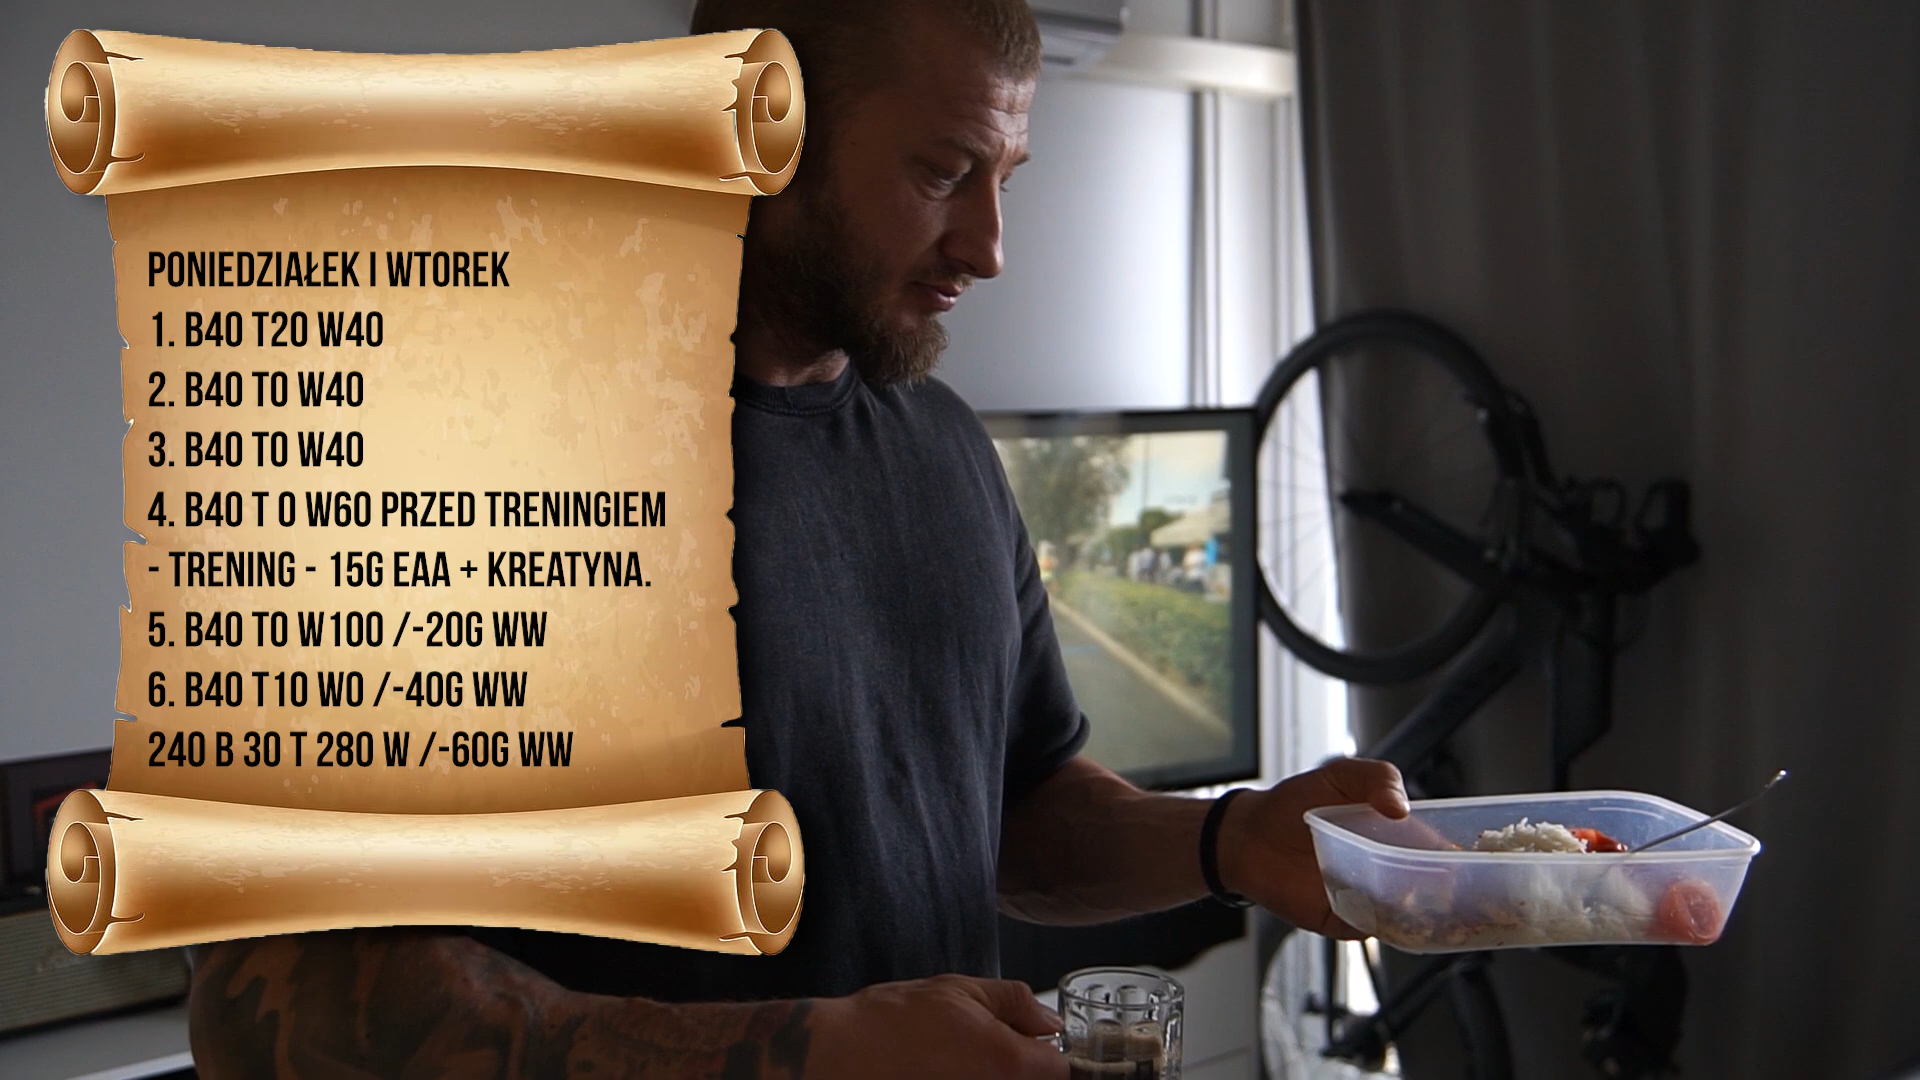 PONIEDZIAŁEK I WTOREK
1. B40 T20 W40
2. B40 T0 W40
3. B40 T0 W40
4. B40 T 0 W60 PRZED TRENINGIEM
- TRENING - 15G EAA + KREATYNA.
5. B40 T0 W100 /-20G WW
6. B40 T10 W0 /-40G WW
240 B 30 T 280 W /-60G WW